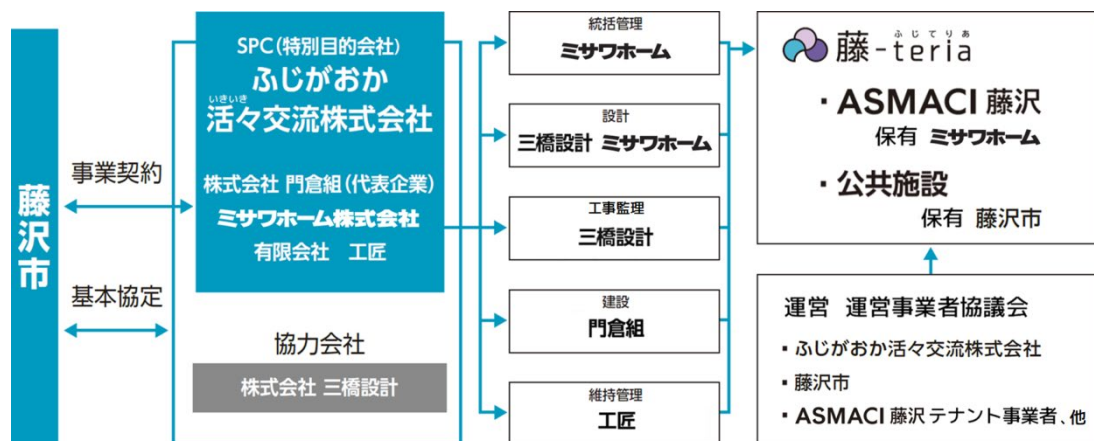 藤沢市
事業契約
基本協定
SPC(特別目的会社)
ふじがおか
いきいき
活々交流株式会社
株式会社 門倉組(代表企業)
ミサワホーム株式会社
有限会社 工匠
協力会社
株式会社 三橋設計
統括管理
ミサワホーム
設計
三橋設計 ミサワホーム
工事監理
三橋設計
建設
門倉組
維持管理
工匠
ふじてりあ
藤-teria
・ASMACI 藤沢
保有 ミサワホーム
・公共施設
保有 藤沢市
運営 運営事業者協議会
・ふじがおか活々交流株式会社
・藤沢市
・ASMACI 藤沢 テナント事業者、他